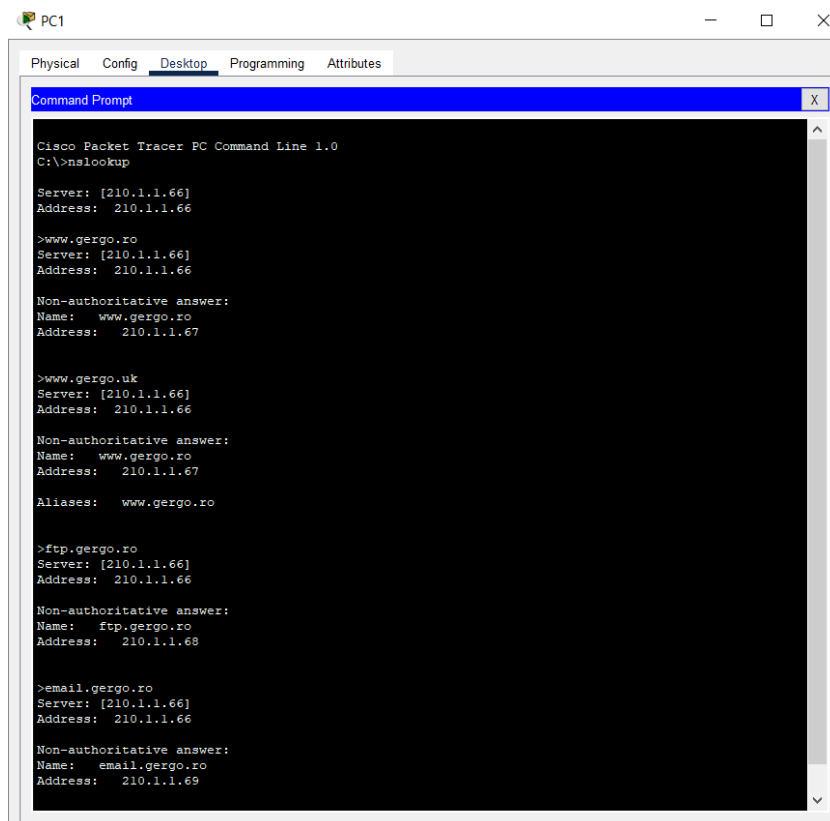 PC1
Physical Config Desktop Programming Attributes
Command Prompt X
Cisco Packet Tracer PC Command Line 1.0
C:\>nslookup
Server: [210.1.1.66]
Address:  210.1.1.66
>www.gergo.ro
Server: [210.1.1.66]
Address:  210.1.1.66
Non-authoritative answer:
Name:   www.gergo.ro
Address:   210.1.1.67
>www.gergo.uk
Server: [210.1.1.66]
Address:  210.1.1.66
Non-authoritative answer:
Name:   www.gergo.ro
Address:   210.1.1.67
Aliases:   www.gergo.ro
>ftp.gergo.ro
Server: [210.1.1.66]
Address:  210.1.1.66
Non-authoritative answer:
Name:   ftp.gergo.ro
Address:   210.1.1.68
>email.gergo.ro
Server: [210.1.1.66]
Address:  210.1.1.66
Non-authoritative answer:
Name:   email.gergo.ro
Address:   210.1.1.69